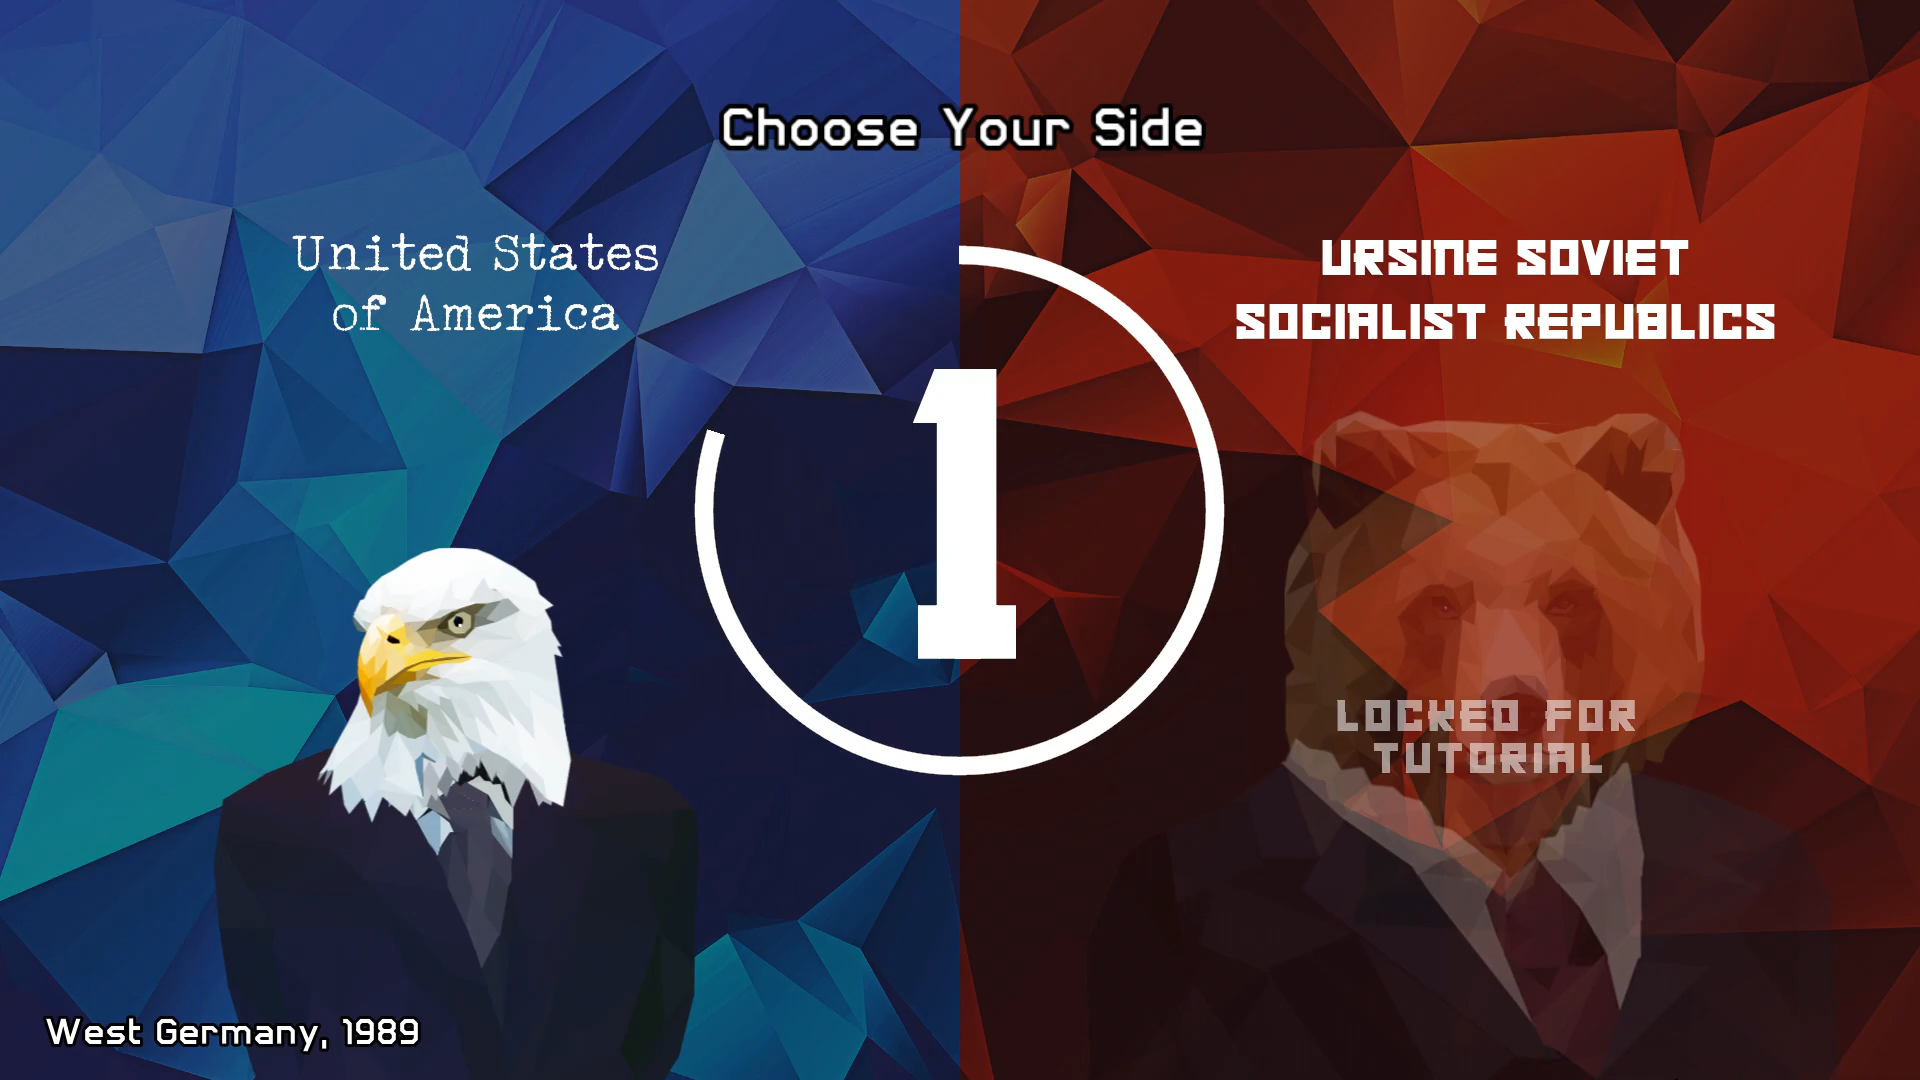 Choose Your Side
United States
of America
URSINE SOVIET
SOCIALIST REPUBLICS
1
LOCKED FOR
TUTORIAL
West Germany, 1989